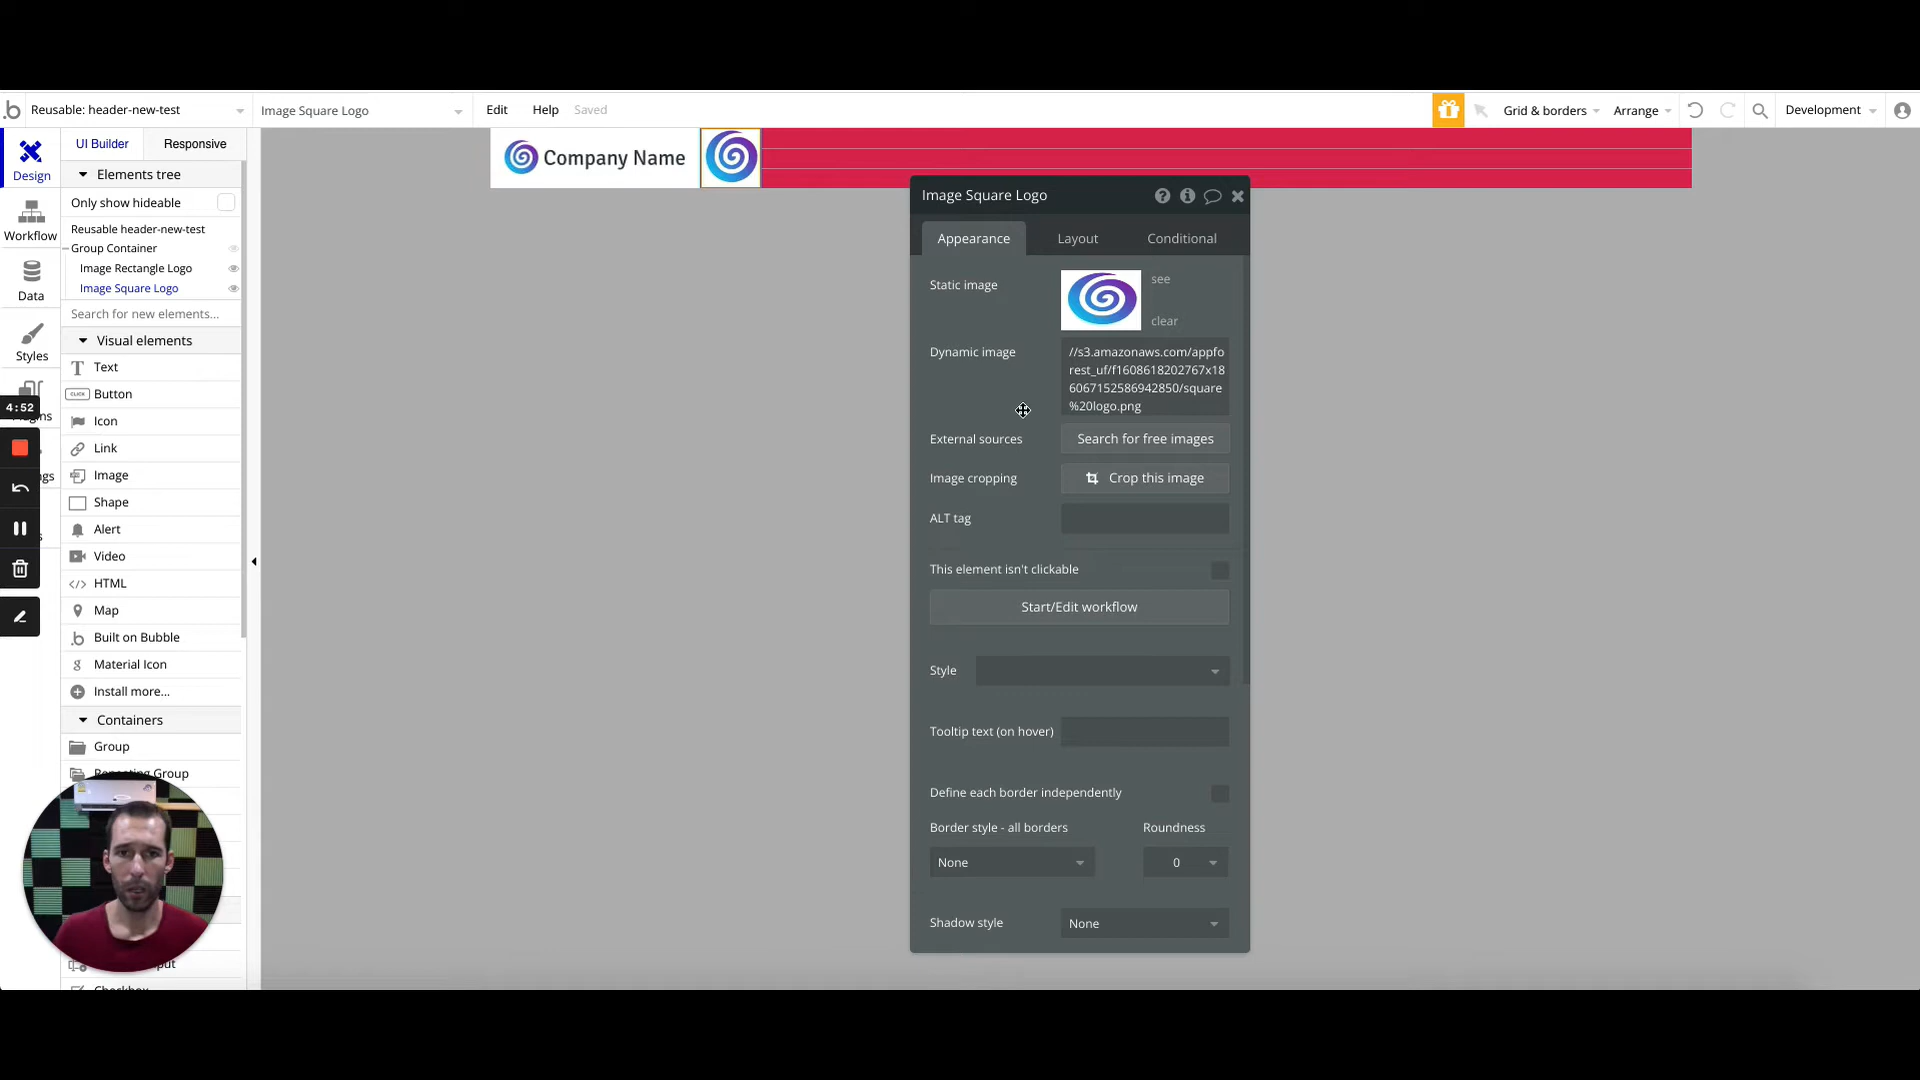 Reusable: header-new-test
Image Square Logo
Edit
Help
Saved
Grid & borders
Arrange
Development
Design
Workflow
Data
Styles
4:52
UI Builder
Responsive
Elements tree
Only show hideable
Reusable header-new-test
Group Container
Image Rectangle Logo
Image Square Logo
Search for new elements...
Visual elements
Text
CLICK Button
Icon
Link
Image
Shape
Alert
Video
HTML
Map
Built on Bubble
Material Icon
Install more...
Containers
Group
Repeating Group
Company Name
Image Square Logo
Appearance
Layout
Conditional
Static image
see
clear
Dynamic image
//s3.amazonaws.com/appfo
rest_uf/f1608618202767x18
6067152586942850/square
%20logo.png
External sources
Search for free images
Image cropping
Crop this image
ALT tag
This element isn't clickable
Start/Edit workflow
Style
Tooltip text (on hover)
Define each border independently
Border style - all borders
Roundness
None
0
Shadow style
None